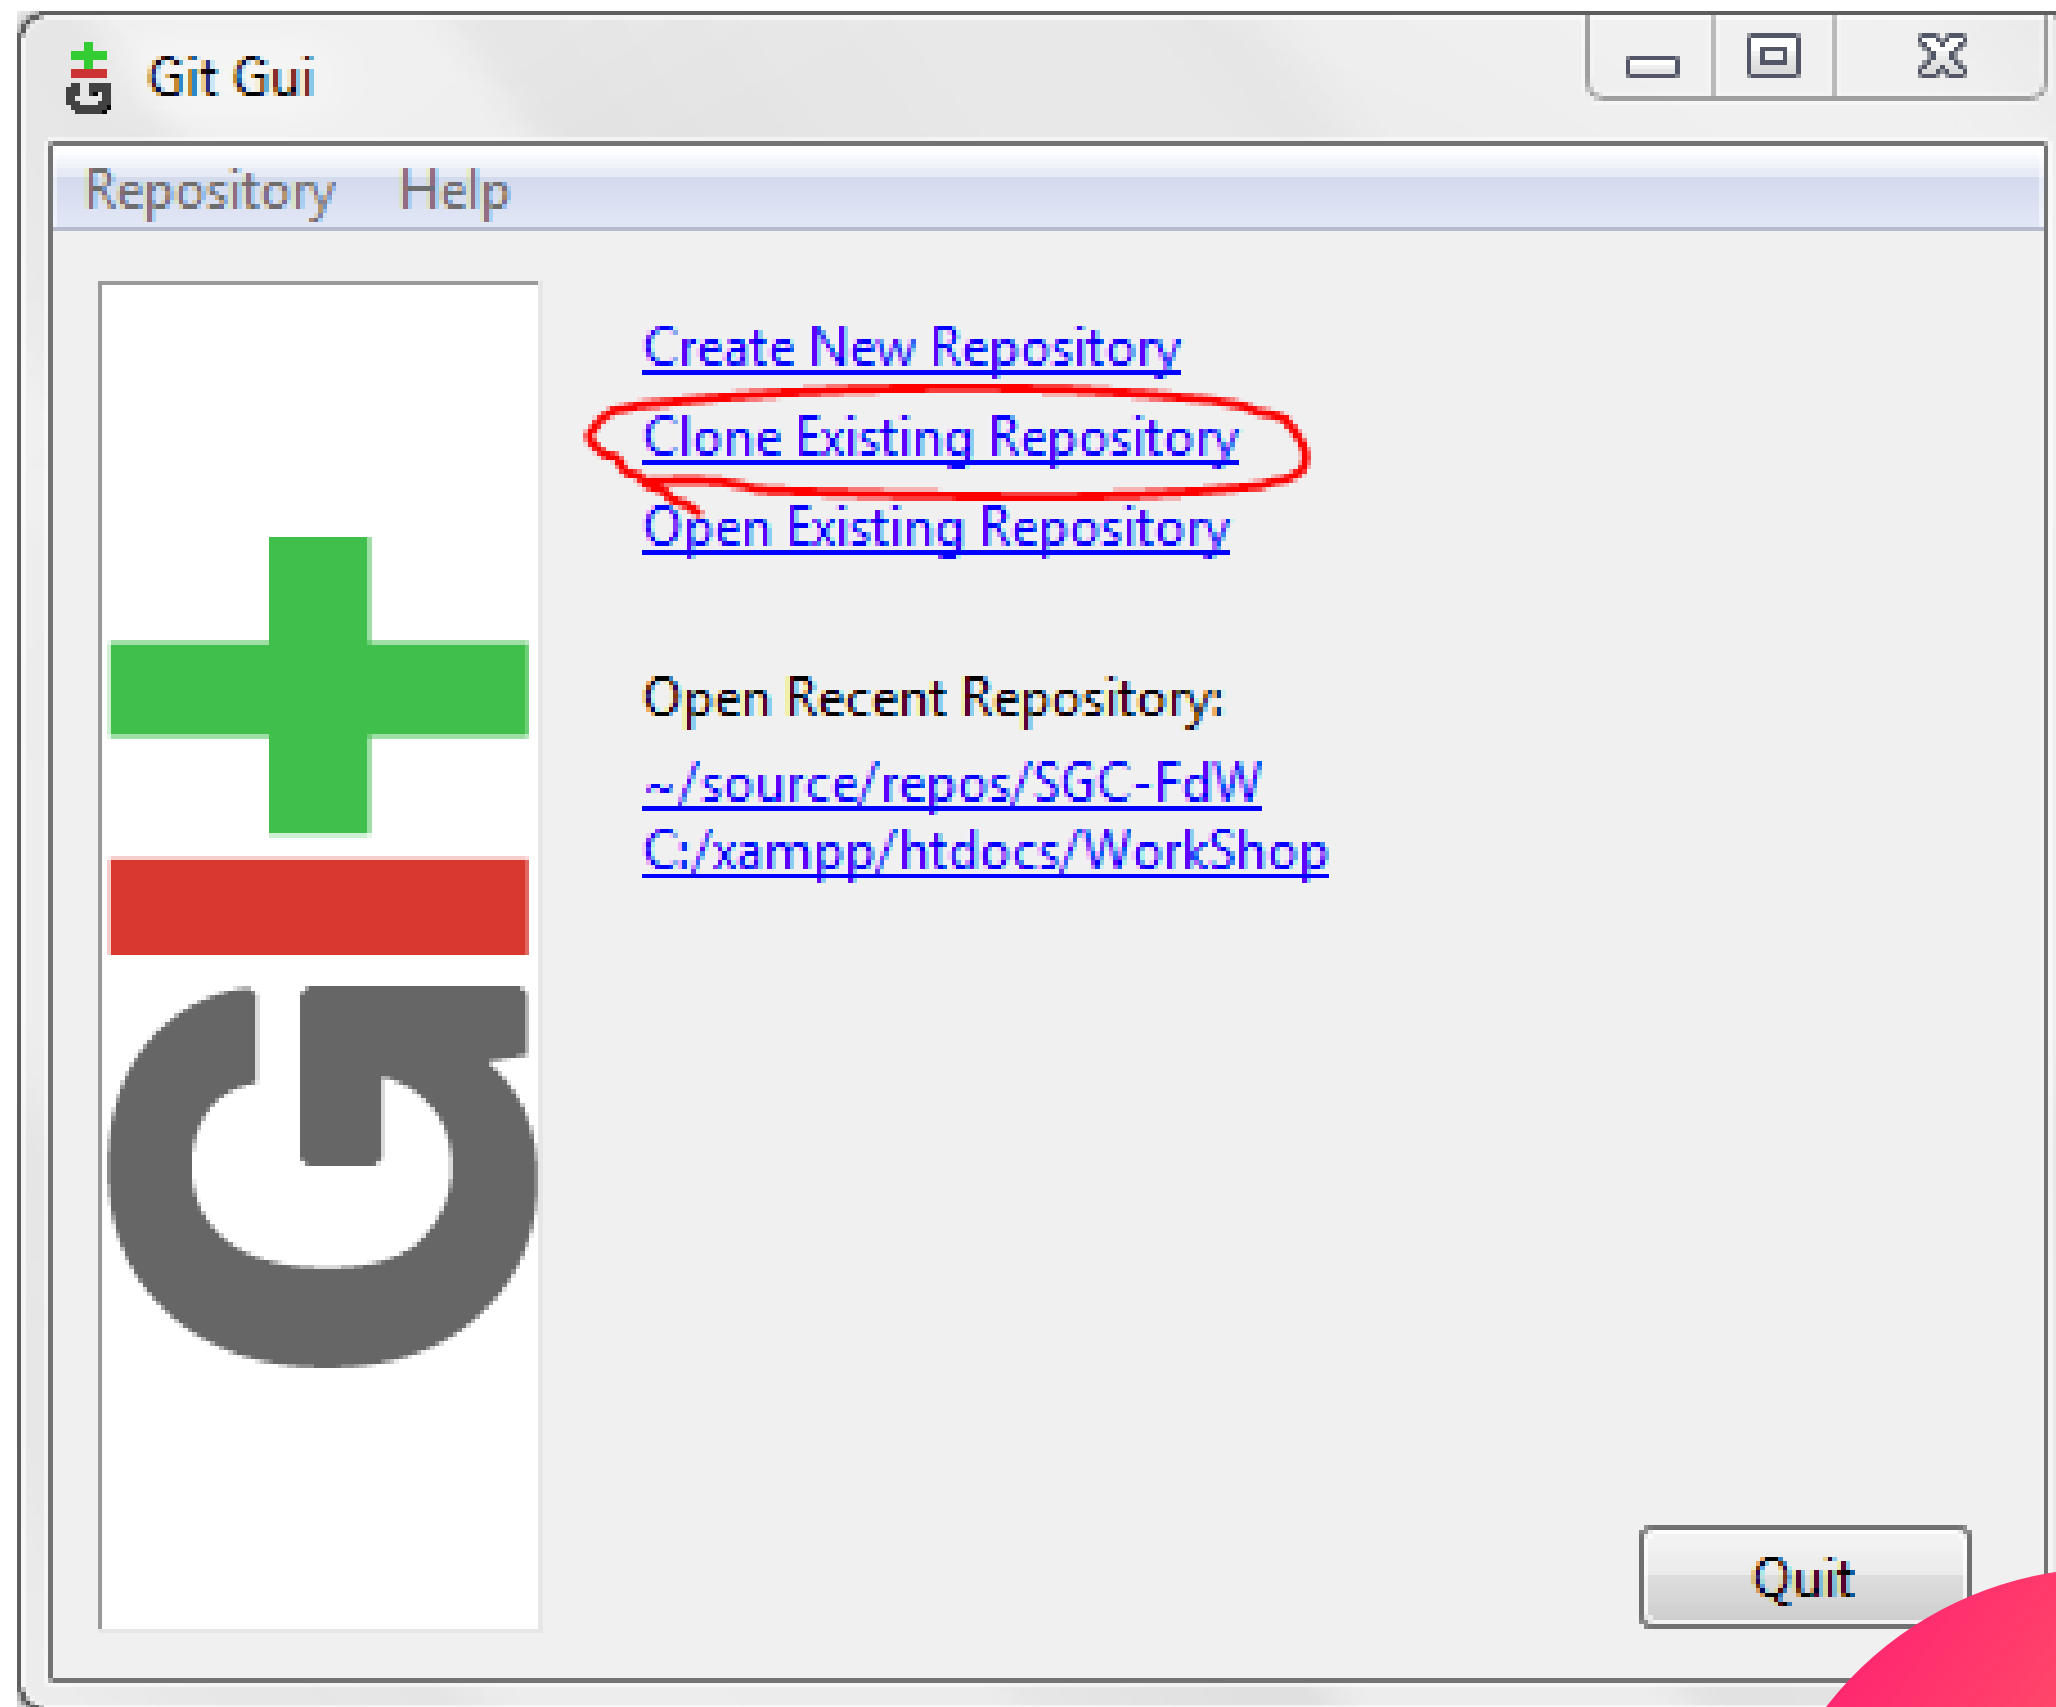 Git Gui
Repository Help
Create New Repository
Clone Existing Repository
Open Existing Repository
Open Recent Repository:
~/source/repos/SGC-FdW
C:/xampp/htdocs/WorkShop
GIT
Quit